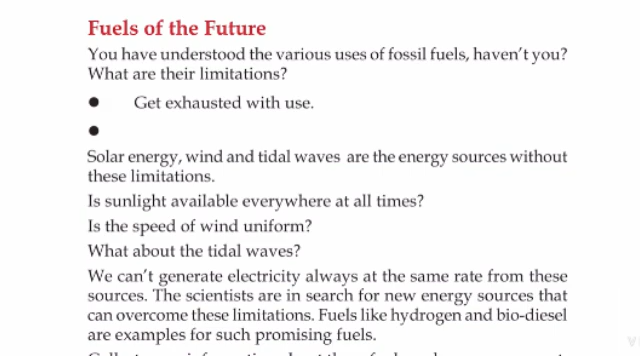 Fuels of the Future
You have understood the various uses of fossil fuels, haven't you?
What are their limitations?
● Get exhausted with use.
●
Solar energy, wind and tidal waves are the energy sources without
these limitations.
Is sunlight available everywhere at all times?
Is the speed of wind uniform?
What about the tidal waves?
We can't generate electricity always at the same rate from these
sources. The scientists are in search for new energy sources that
can overcome these limitations. Fuels like hydrogen and bio-diesel
are examples for such promising fuels.